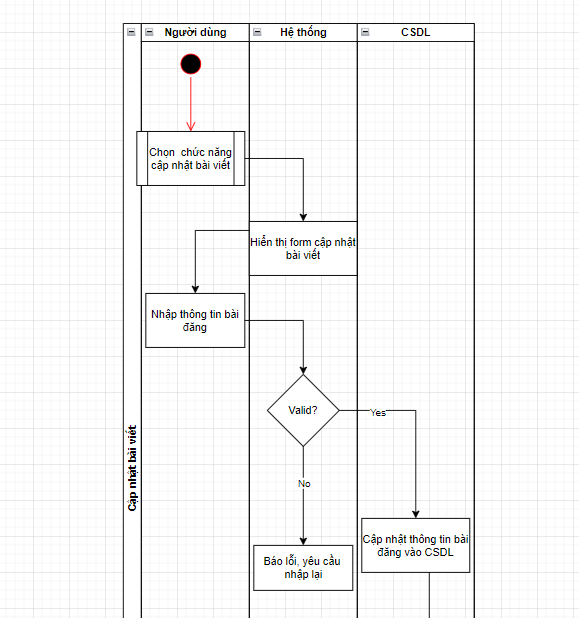 Người dùng
Hệ thống
CSDL
Chọn chức năng
cập nhật bài viết
Hiển thi form cập nhật
bài viết
Nhập thông tin bài
đăng
Valid?
Yes
No
Cập nhật bài viết
Cập nhật thông tin bài
đăng vào CSDL
Báo lỗi, yêu cầu
nhập lại